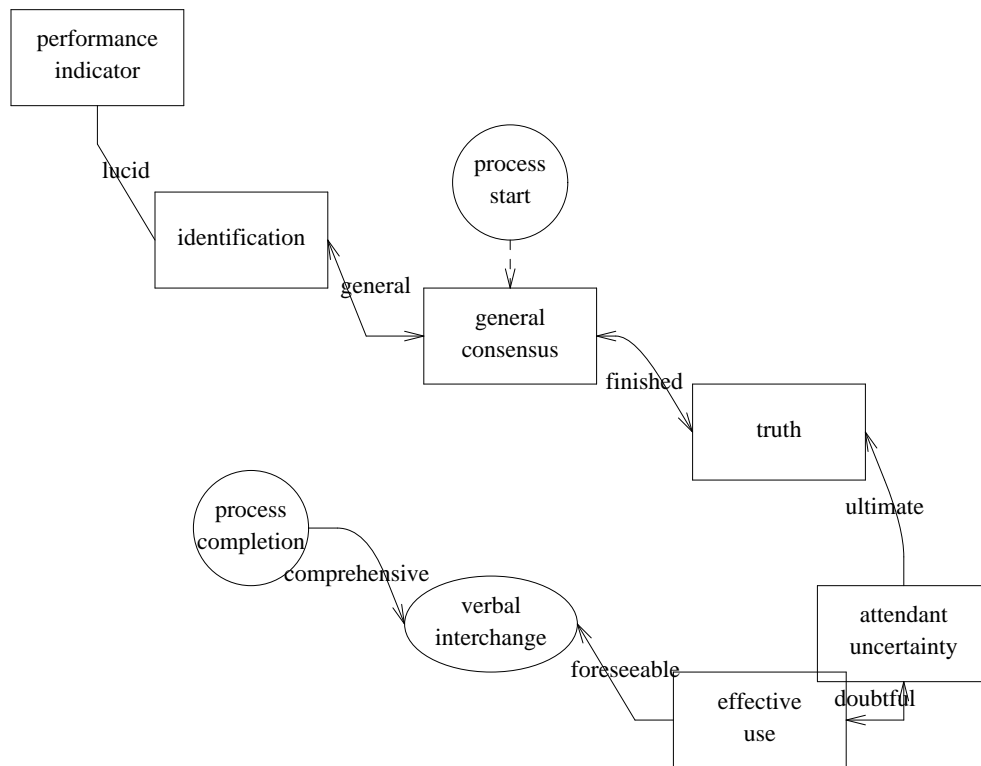 performance
indicator
lucid
process
start
identification
general
general
consensus
finished
truth
ultimate
process
completion
comprehensive
verbal
interchange
attendant
uncertainty
foreseeable
effective
use
doubtful